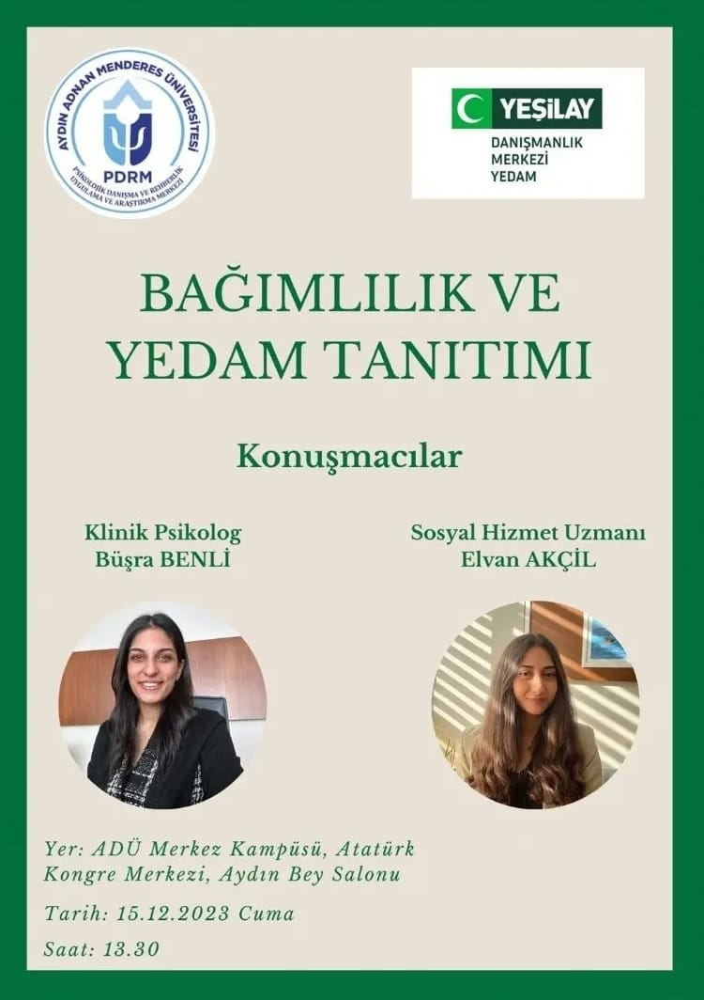 AYDIN ADNAN MENDERES ÜNİVERSİTESİ
PDRM
PSİKOLOJİK DANIŞMA VE REHBERLİK
UYGULAMA VE ARAŞTIRMA MERKEZİ
YEŞİLAY
DANIŞMANLIK
MERKEZİ
YEDAM
BAĞIMLILIK VE
YEDAM TANITIMI
Konuşmacılar
Klinik Psikolog
Büşra BENLİ
Sosyal Hizmet Uzmanı
Elvan AKÇİL
Yer: ADÜ Merkez Kampüsü, Atatürk
Kongre Merkezi, Aydın Bey Salonu
Tarih: 15.12.2023 Cuma
Saat: 13.30